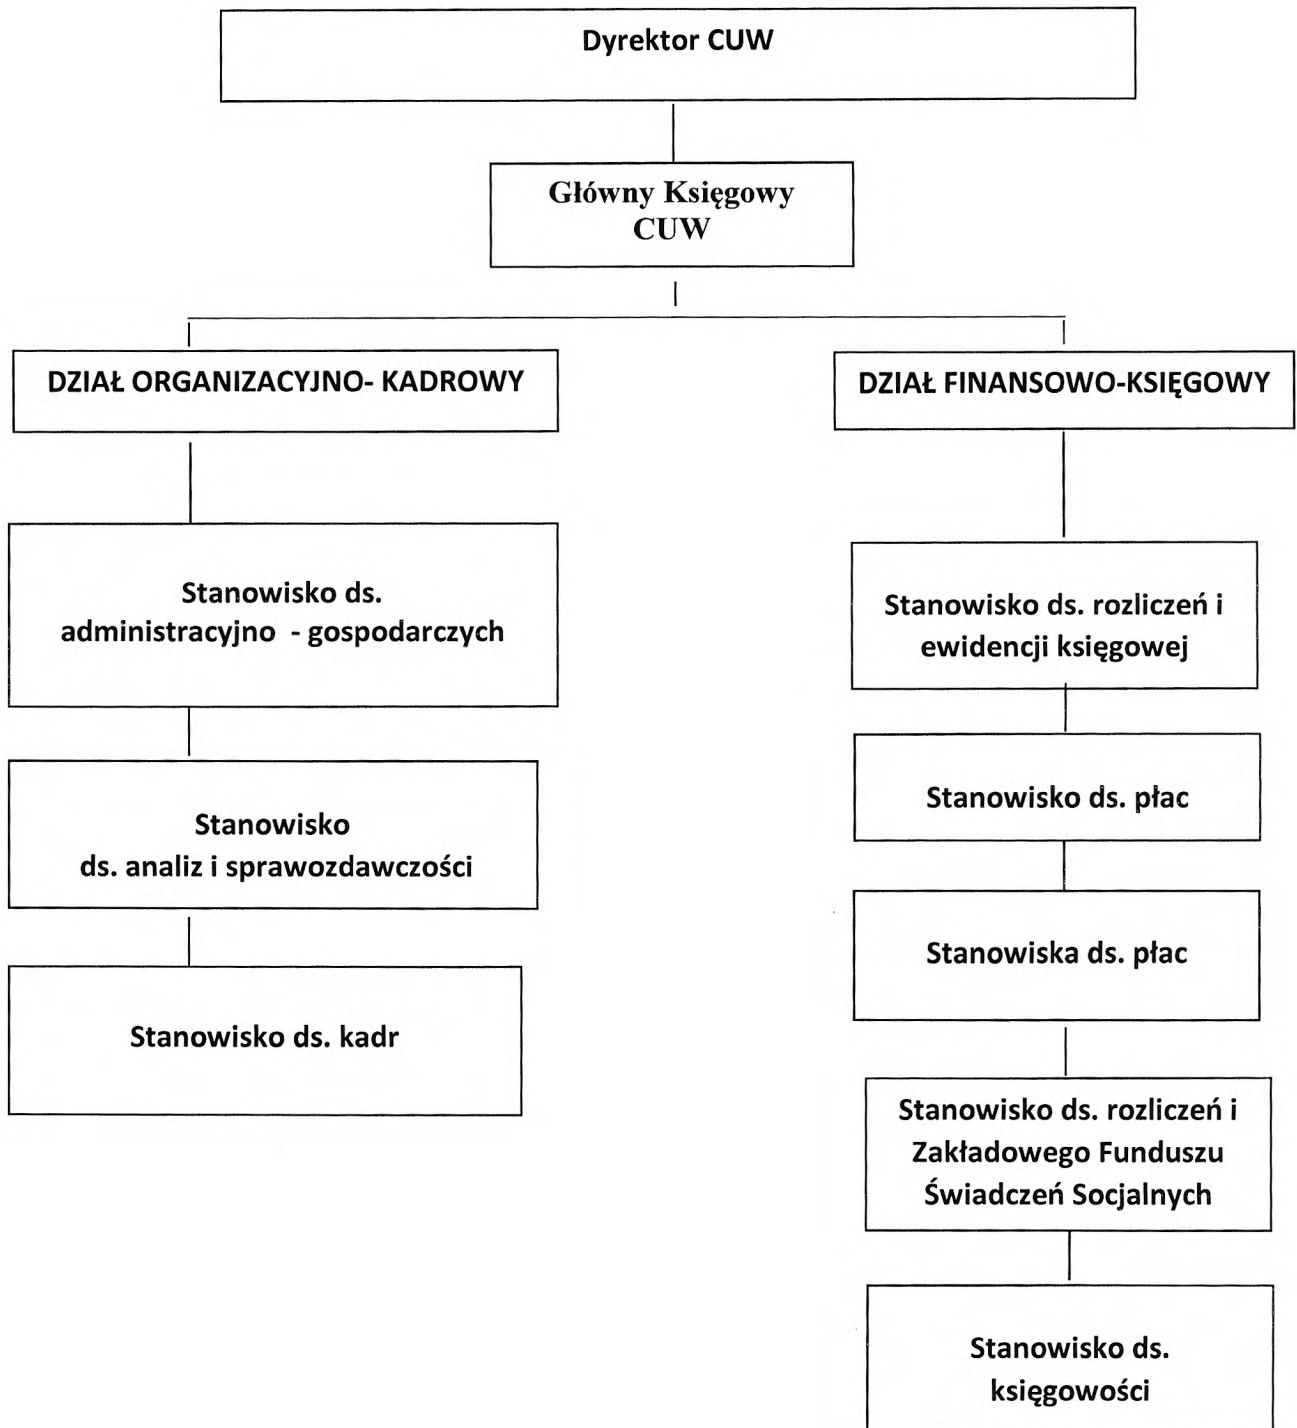 Dyrektor CUW
Główny Księgowy
CUW
DZIAŁ ORGANIZACYJNO- KADROWY
DZIAŁ FINANSOWO-KSIĘGOWY
Stanowisko ds.
administracyjno - gospodarczych
Stanowisko
ds. analiz i sprawozdawczości
Stanowisko ds. kadr
Stanowisko ds. rozliczeń i
ewidencji księgowej
Stanowisko ds. płac
Stanowiska ds. płac
Stanowisko ds. rozliczeń i
Zakładowego Funduszu
Świadczeń Socjalnych
Stanowisko ds.
księgowości